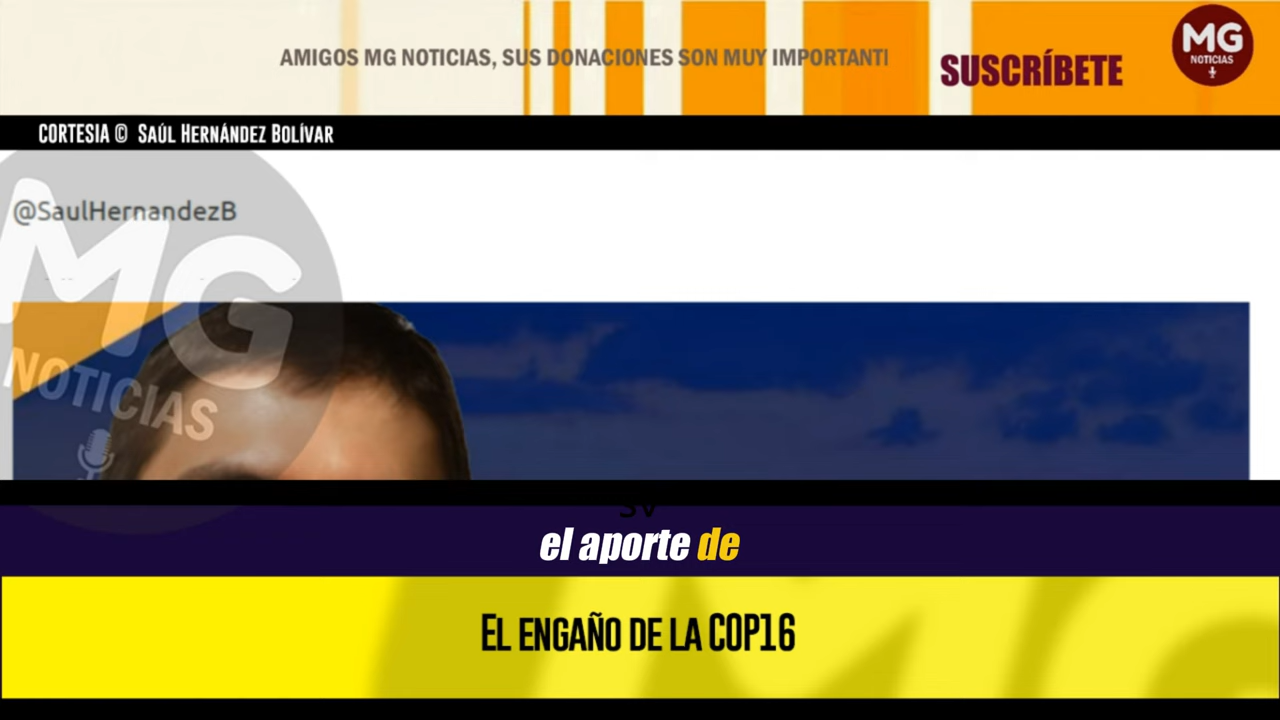 AMIGOS MG NOTICIAS, SUS DONACIONES SON MUY IMPORTANT
SUSCRÍBETE
MG
NOTICIAS
CORTESIA © SAÚL HERNÁNDEZ BOLÍVAR
@SaulHernandezB
MG
NOTICIAS
el aporte de
EL ENGAÑO DE LA COP16